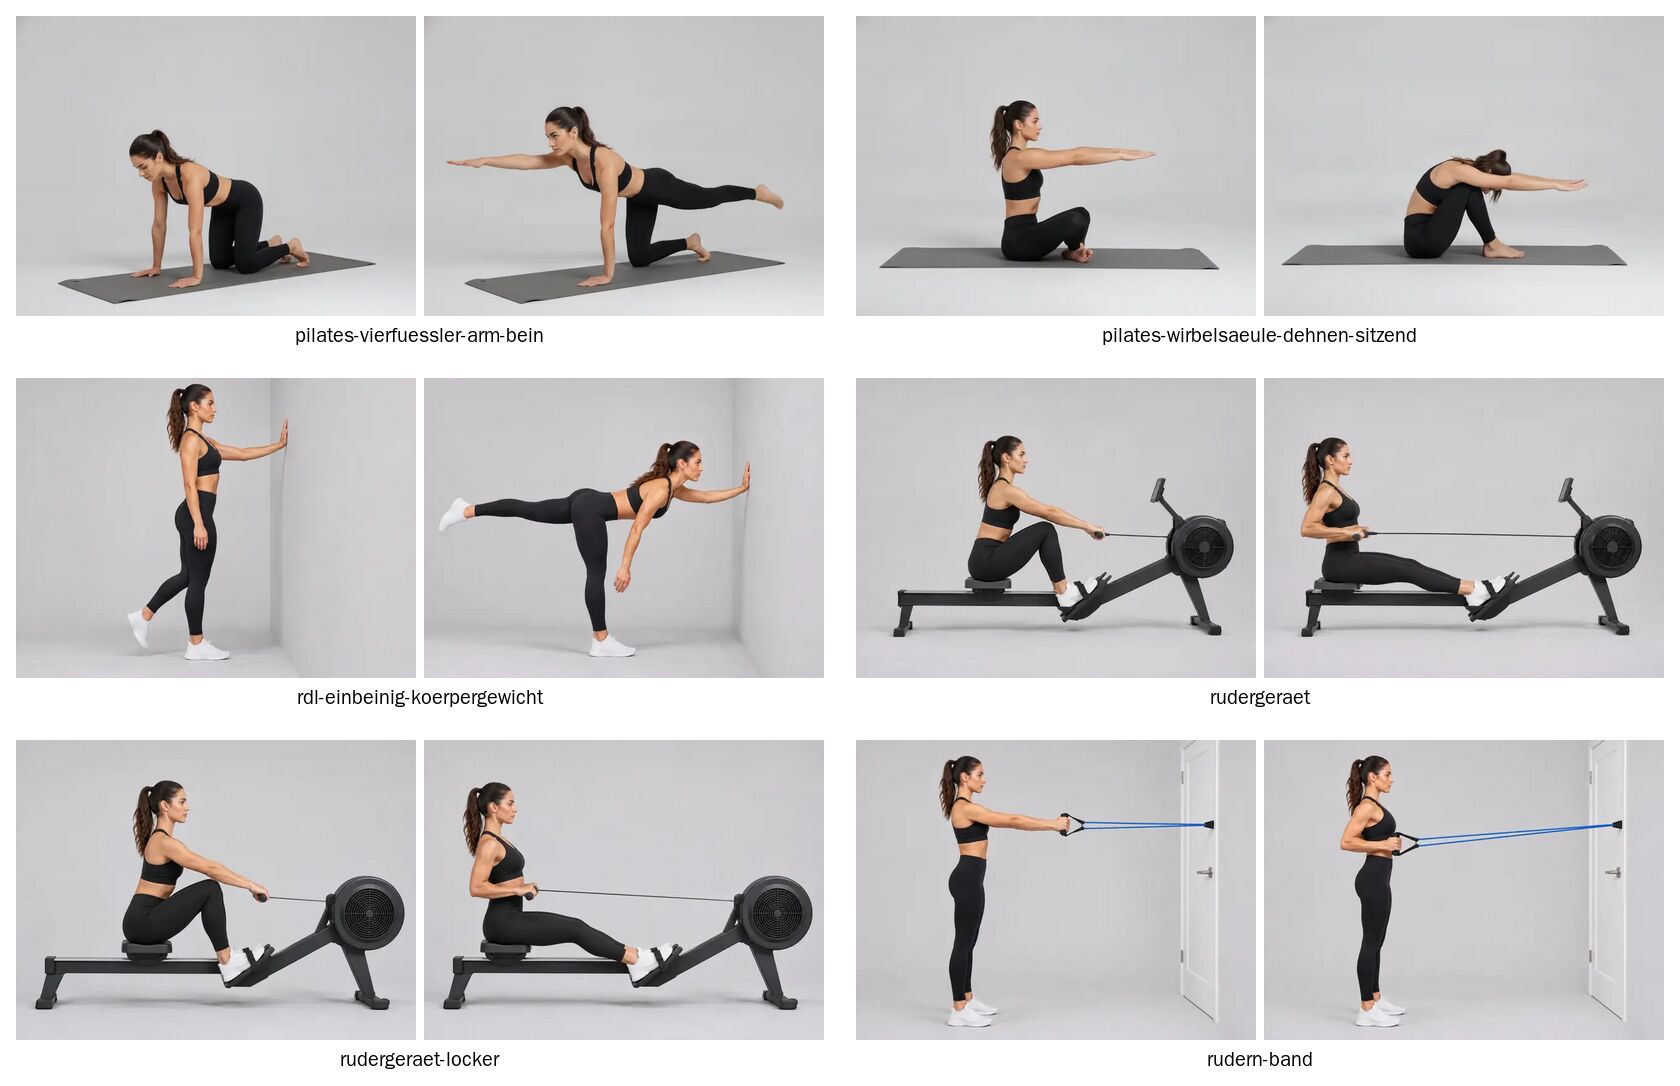 pilates-vierfuessler-arm-bein
pilates-wirbelsaeule-dehnen-sitzend
rdl-einbeinig-koerpergewicht
rudergeraet
rudergeraet-locker
rudern-band